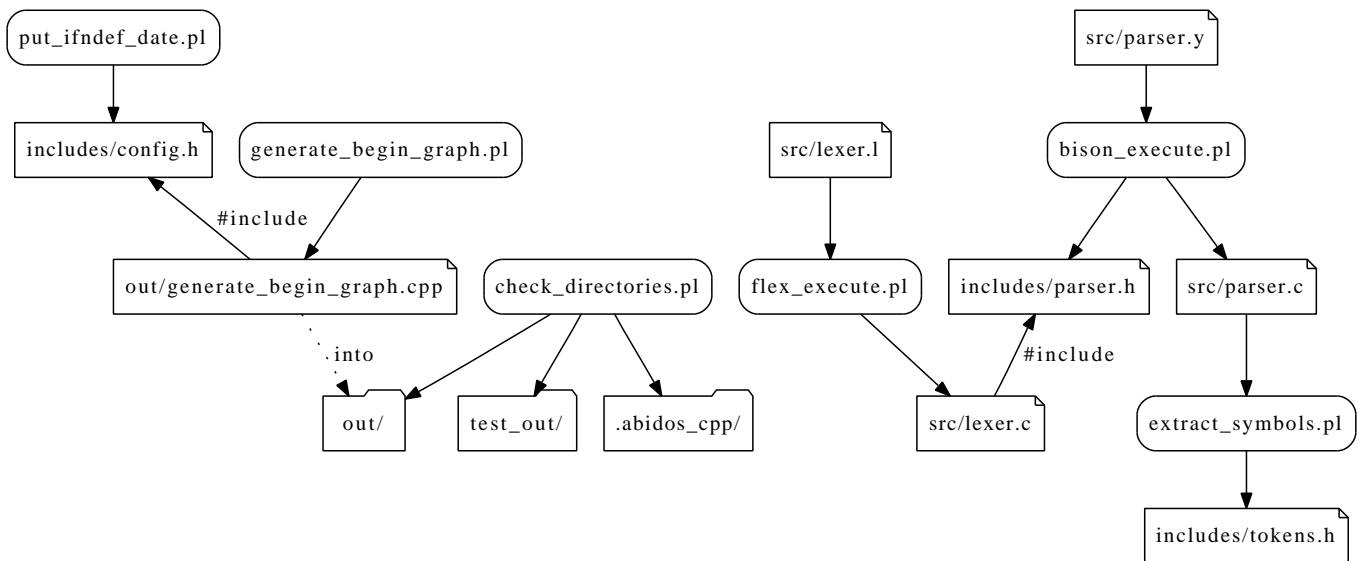 put_ifndef_date.pl
src/parser.y
includes/config.h
generate_begin_graph.pl
src/lexer.l
bison_execute.pl
#include
out/generate_begin_graph.cpp
check_directories.pl
flex_execute.pl
includes/parser.h
src/parser.c
into
#include
out/
test_out/
.abidos_cpp/
src/lexer.c
extract_symbols.pl
includes/tokens.h